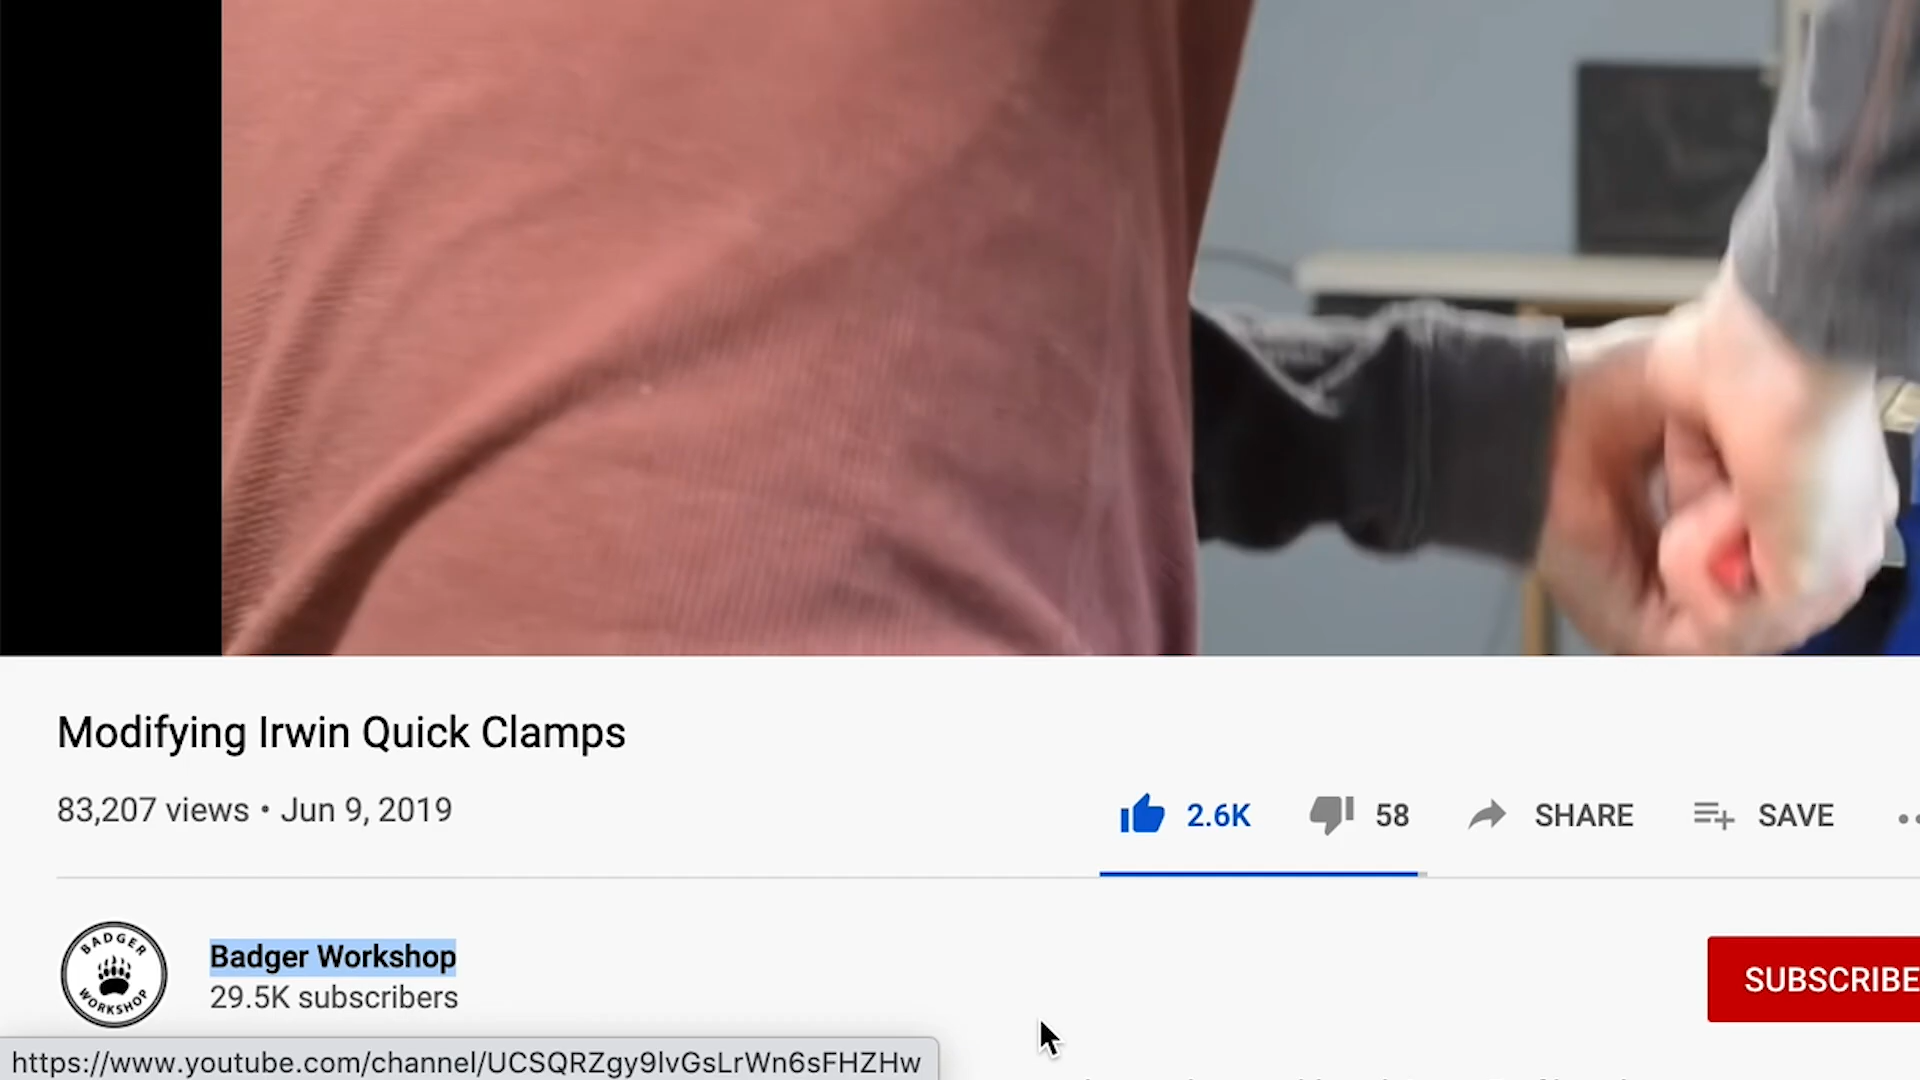 Modifying Irwin Quick Clamps
83,207 views • Jun 9, 2019
2.6K 58 SHARE SAVE
BADGER WORKSHOP
Badger Workshop
29.5K subscribers
SUBSCRIBE
https://www.youtube.com/channel/UCSQRZgy9lvGsLrWn6sFHZHw